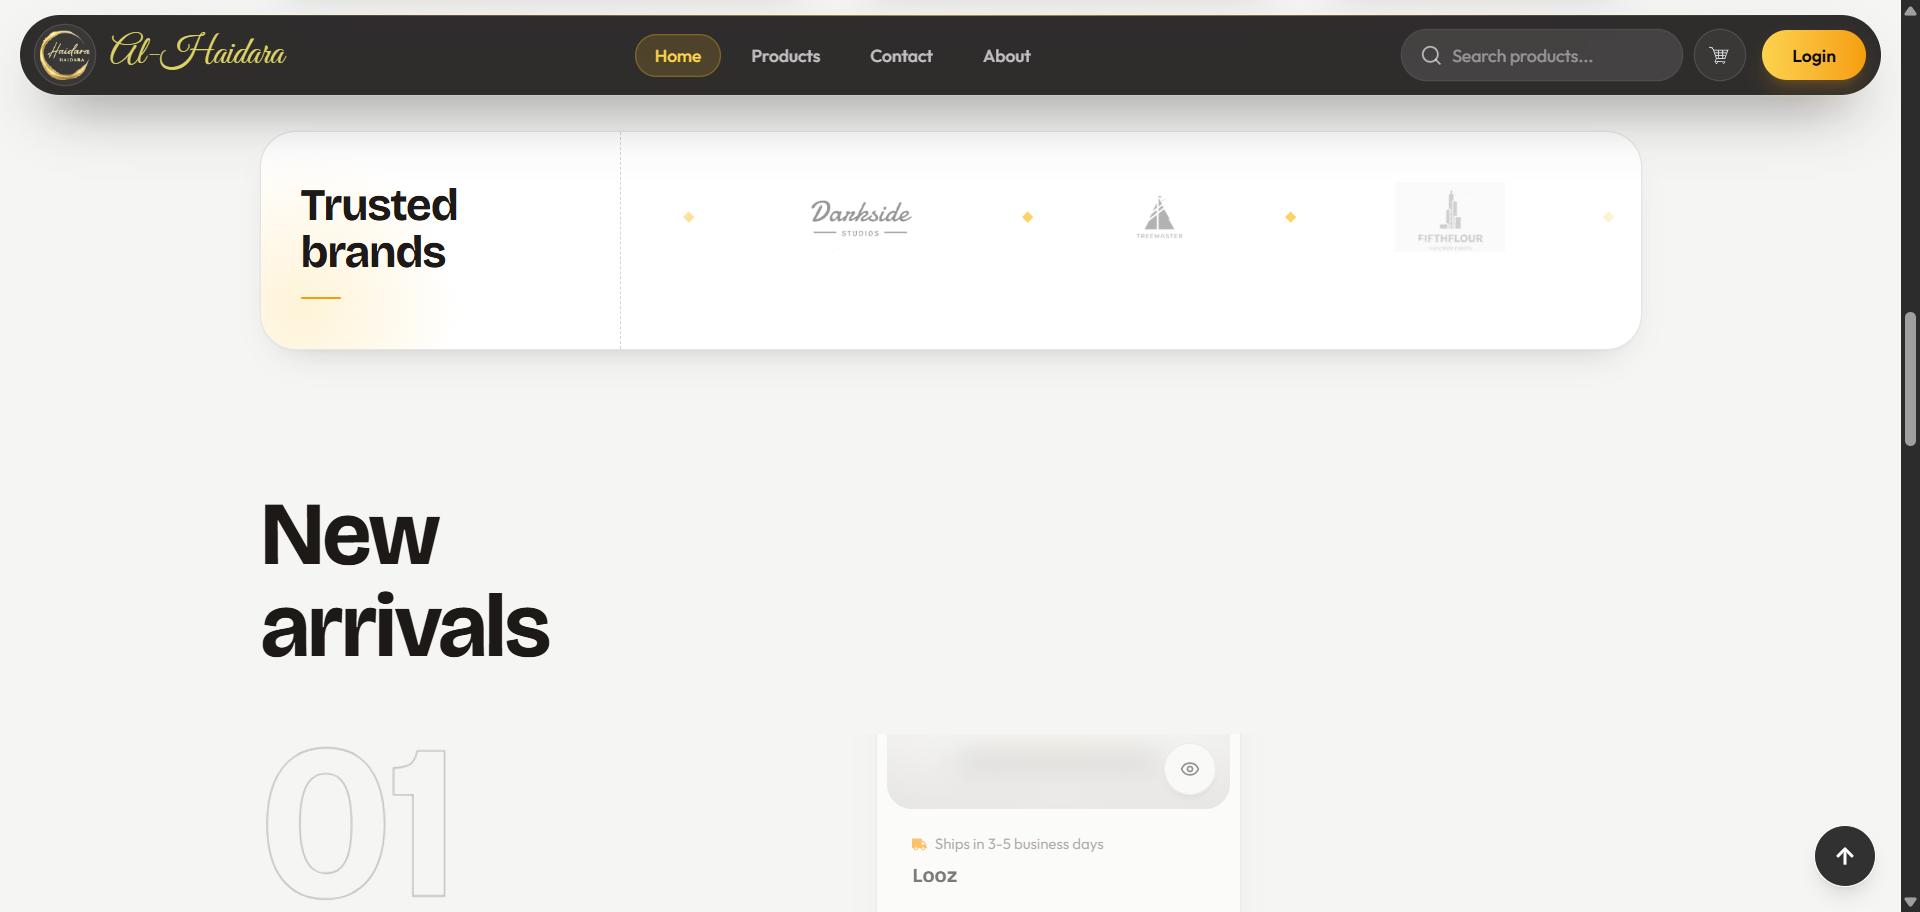 Haidara
HAIDARA
Al-Haidara
Home
Products
Contact
About
Search products...
Login
Trusted
brands
Darkside
STUDIOS
TREEMASTER
FIFTHFLOUR
New
arrivals
01
Ships in 3-5 business days
Looz